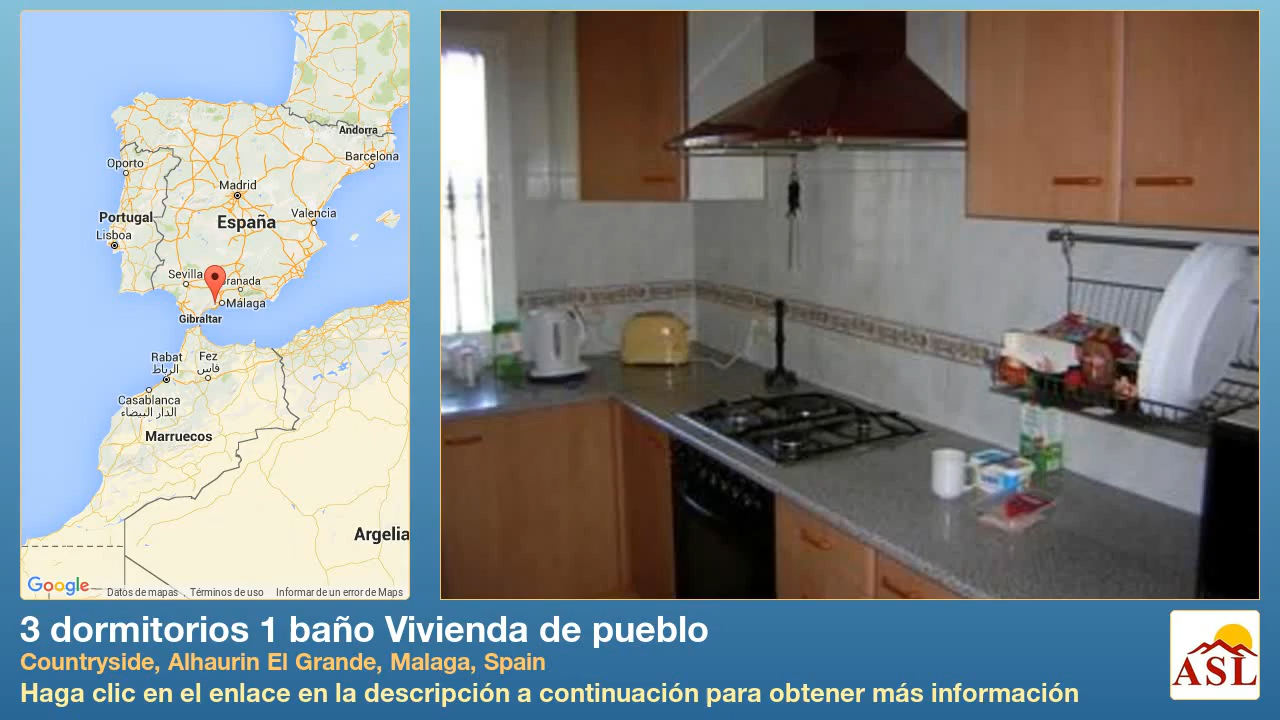 Andorra
Oporto
Barcelona
Madrid
Portugal
España
Valencia
Lisboa
Sevilla
Granada
Málaga
Gibraltar
Rabat
الرباط
Fez
فاس
Casablanca
الدار البيضاء
Marruecos
Argelia
Google
Datos de mapas
Términos de uso
Informar de un error de Maps
3 dormitorios 1 baño Vivienda de pueblo
Countryside, Alhaurin El Grande, Malaga, Spain
Haga clic en el enlace en la descripción a continuación para obtener más información
ASL